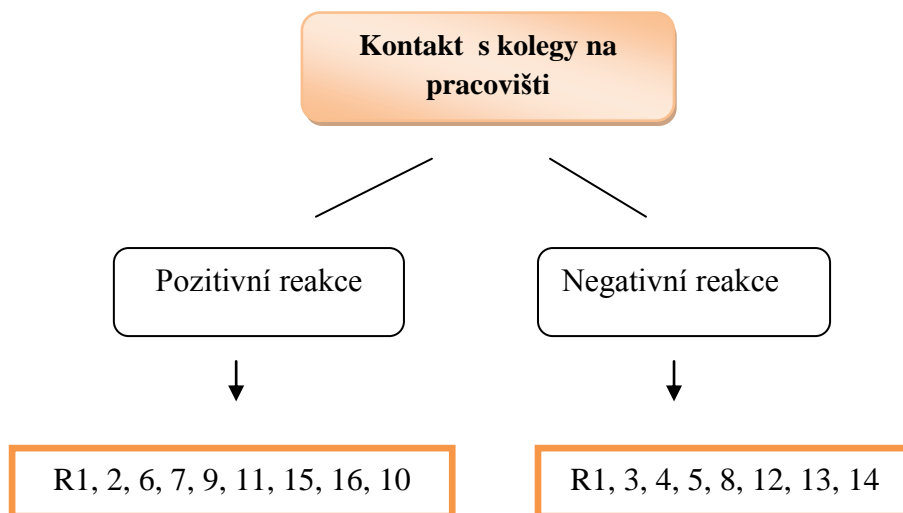 Kontakt s kolegy na
pracovišti
Pozitivní reakce
Negativní reakce
R1, 2, 6, 7, 9, 11, 15, 16, 10
R1, 3, 4, 5, 8, 12, 13, 14